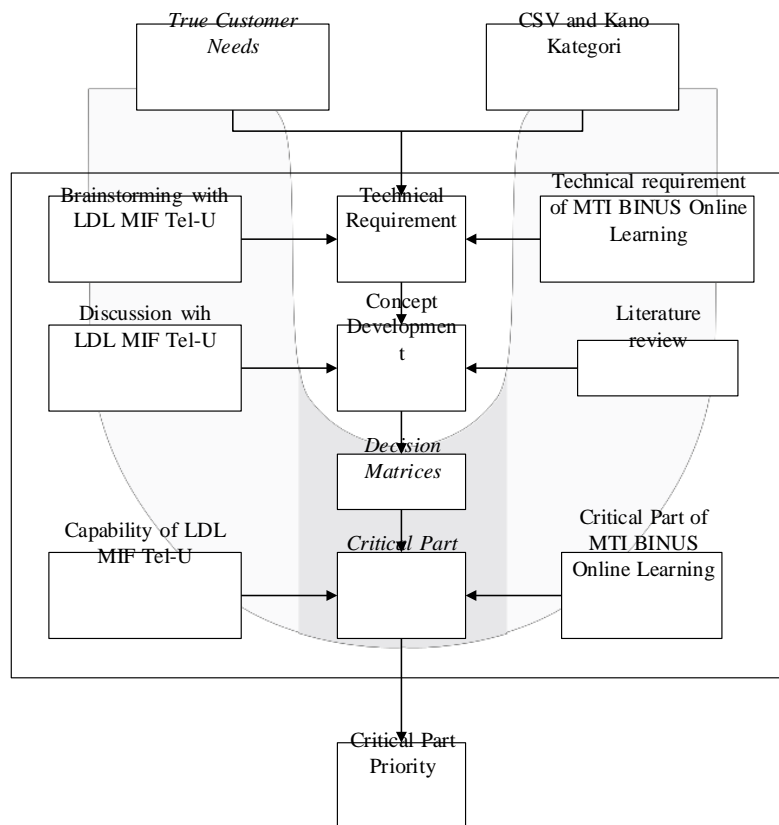 True Customer
Needs
CSV and Kano
Kategori
Brainstorming with
LDL MIF Tel-U
Technical
Requirement
Technical requirement
of MTI BINUS Online
Learning
Discussion wih
LDL MIF Tel-U
Concept
Developmen
t
Literature
review
Decision
Matrices
Capability of LDL
MIF Tel-U
Critical Part
Critical Part of
MTI BINUS
Online Learning
Critical Part
Priority